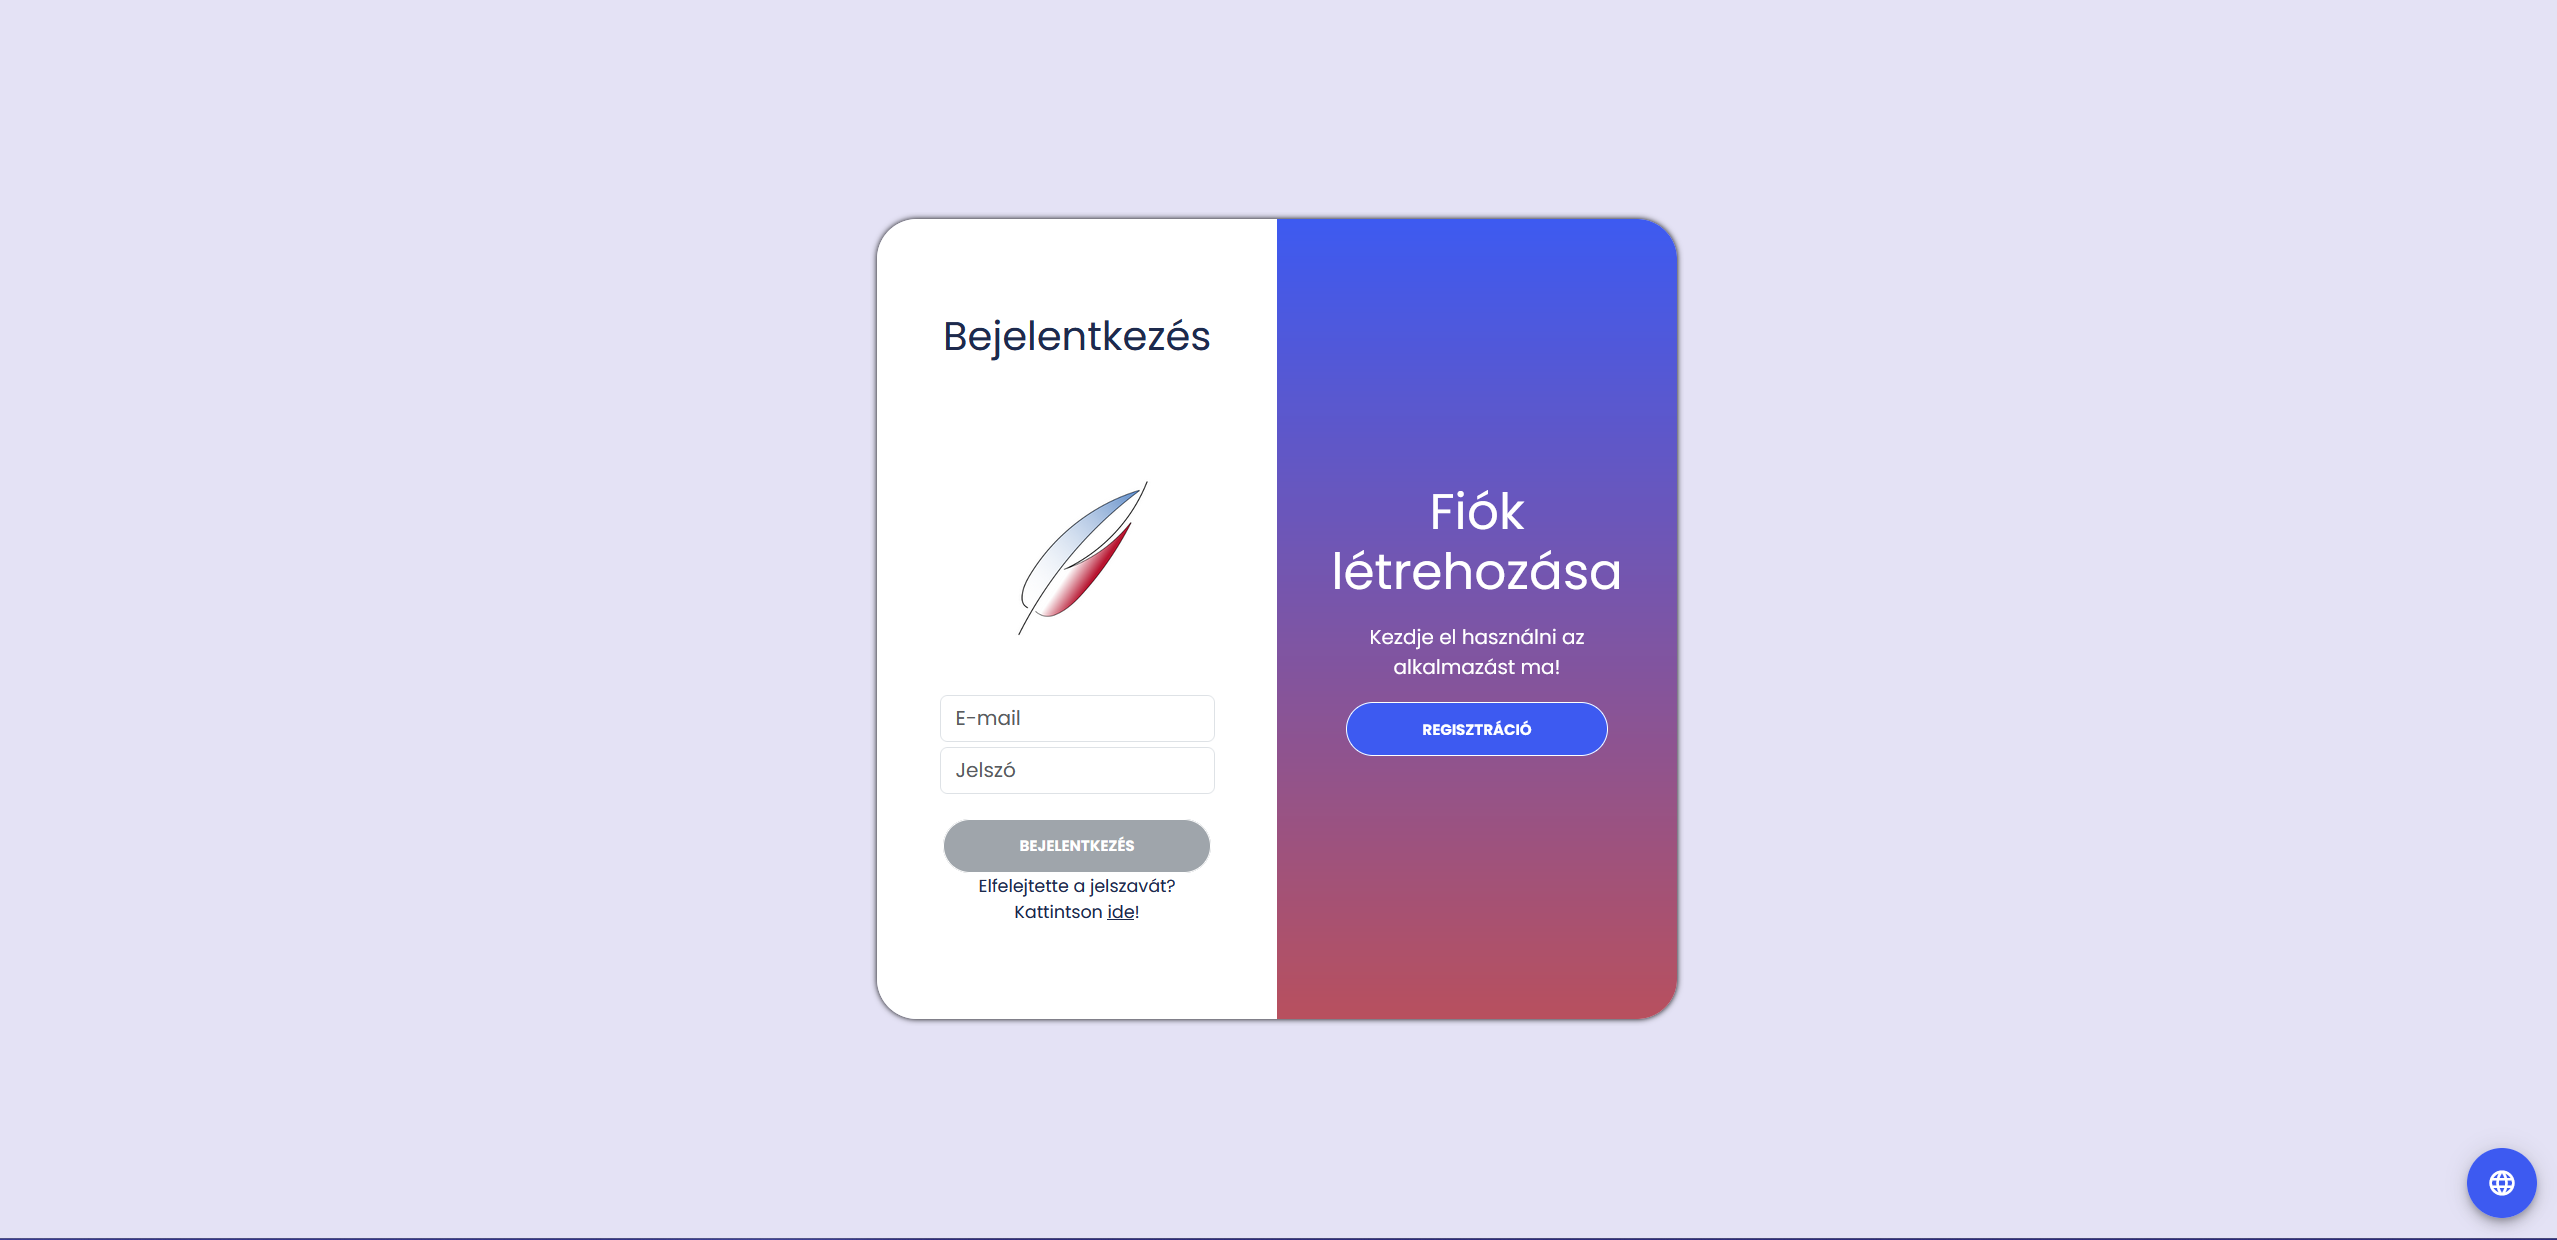 Bejelentkezés
E-mail
Jelszó
BEJELENTKEZÉS
Elfelejtette a jelszavát?
Kattintson ide!
Fiók
létrehozása
Kezdje el használni az
alkalmazást ma!
REGISZTRÁCIÓ